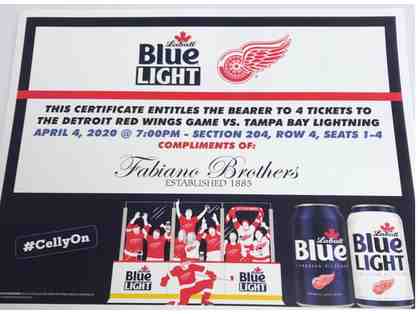 Labatt
Blue
LIGHT
THIS CERTIFICATE ENTITLES THE BEARER TO 4 TICKETS TO
THE DETROIT RED WINGS GAME VS. TAMPA BAY LIGHTNING
APRIL 4, 2020 @ 7:00PM - SECTION 204, ROW 4, SEATS 1-4
COMPLIMENTS OF:
Fabiano Brothers
ESTABLISHED 1885
#CellyOn
Blue
LIGHT
Blue
LIGHT
Labatt
Blue
Labatt
Blue
LIGHT